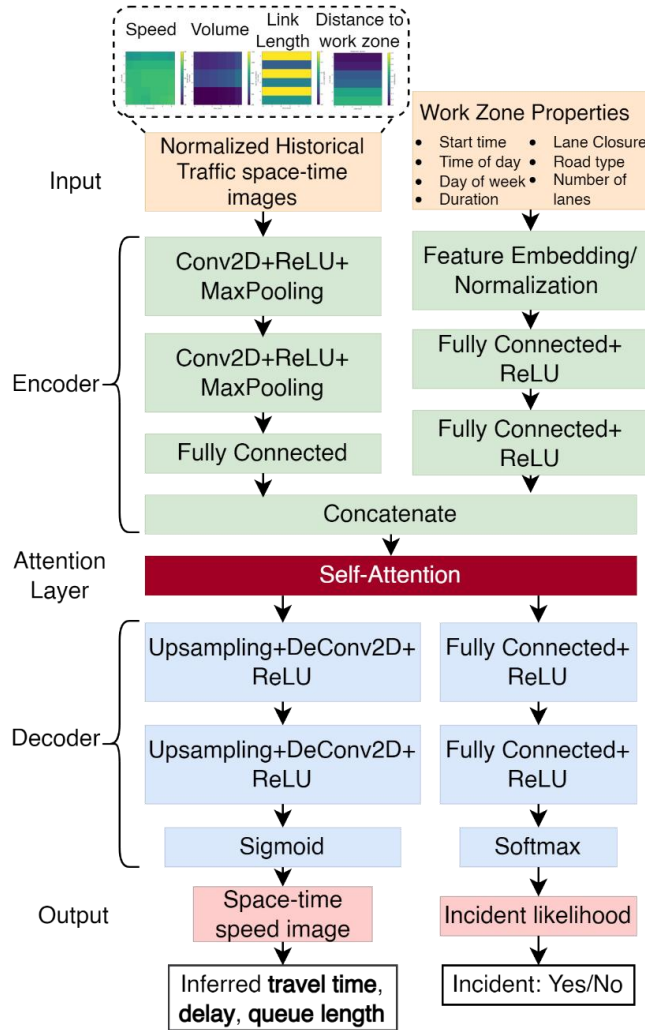 Speed
Volume
Link
Length
Distance to
work zone
Normalized Historical
Traffic space-time
images
Work Zone Properties
• Start time
• Time of day
• Day of week
• Duration
• Lane Closure
• Road type
• Number of
lanes
Input
Conv2D+ReLU+
MaxPooling
Feature Embedding/
Normalization
Conv2D+ReLU+
MaxPooling
Fully Connected+
ReLU
Encoder
Fully Connected
Fully Connected+
ReLU
Concatenate
Attention
Layer
Self-Attention
Upsampling+DeConv2D+
ReLU
Fully Connected+
ReLU
Decoder
Upsampling+DeConv2D+
ReLU
Fully Connected+
ReLU
Sigmoid
Softmax
Output
Space-time
speed image
Incident likelihood
Inferred travel time,
delay, queue length
Incident: Yes/No